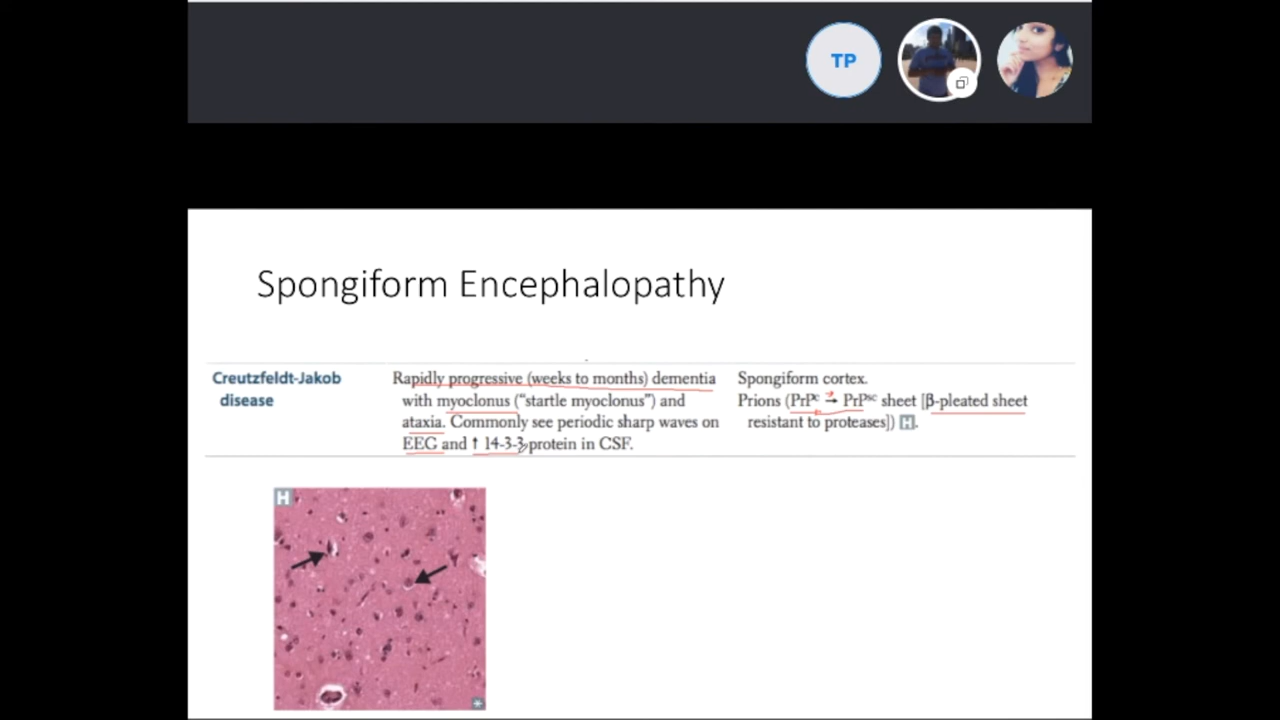 TP
Spongiform Encephalopathy
Creutzfeldt-Jakob
disease
Rapidly progressive (weeks to months) dementia
with myoclonus (“startle myoclonus”) and
ataxia. Commonly see periodic sharp waves on
EEG and ↑ 14-3-3 protein in CSF.
Spongiform cortex.
Prions (PrPᶜ → PrPˢᶜ sheet [β-pleated sheet
resistant to proteases]) H.
H